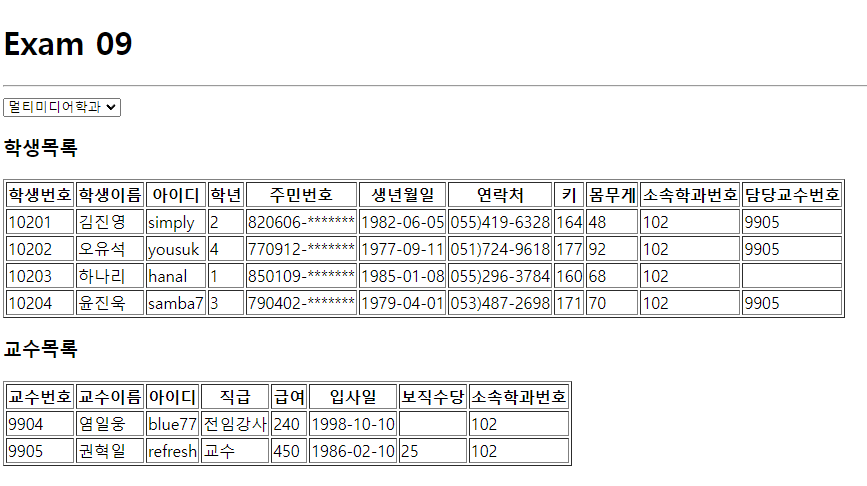 Exam 09
멀티미디어학과
학생목록
학생번호 학생이름 아이디 학년 주민번호 생년월일 연락처 키 몸무게 소속학과번호 담당교수번호
10201 김진영 simply 2 820606-******* 1982-06-05 055)419-6328 164 48 102 9905
10202 오유석 yousuk 4 770912-******* 1977-09-11 051)724-9618 177 92 102 9905
10203 하나리 hanal 1 850109-******* 1985-01-08 055)296-3784 160 68 102
10204 윤진욱 samba7 3 790402-******* 1979-04-01 053)487-2698 171 70 102 9905
교수목록
교수번호 교수이름 아이디 직급 급여 입사일 보직수당 소속학과번호
9904 염일웅 blue77 전임강사 240 1998-10-10 102
9905 권혁일 refresh 교수 450 1986-02-10 25 102